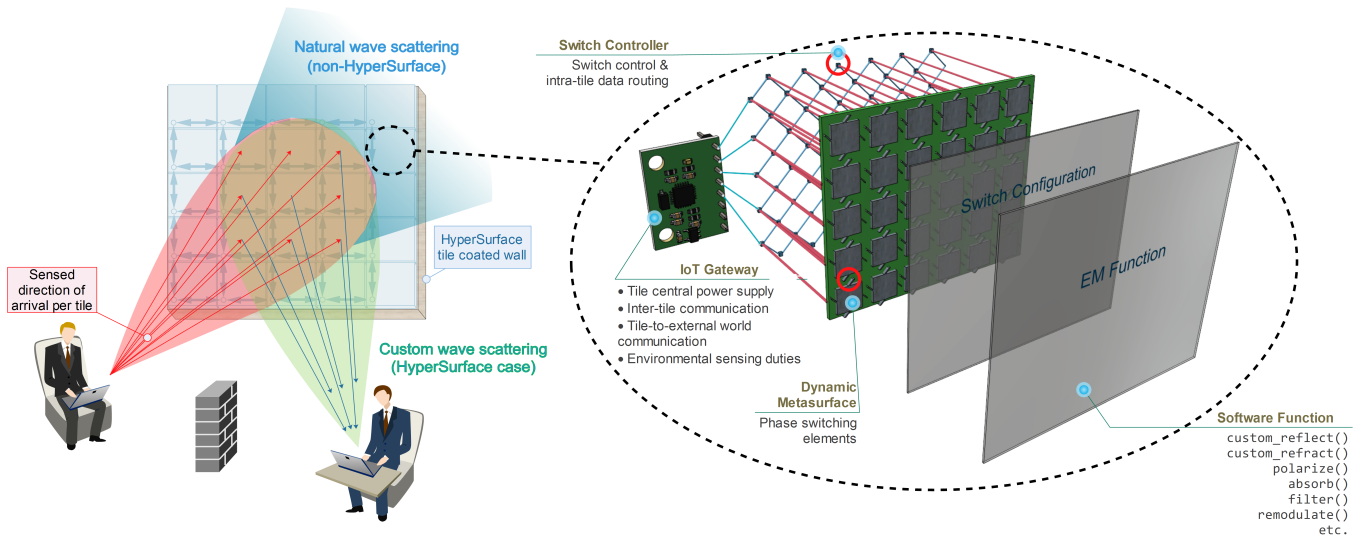 Natural wave scattering
(non-HyperSurface)
HyperSurface
tile coated wall
Sensed
direction of
arrival per tile
Custom wave scattering
(HyperSurface case)
Switch Controller
Switch control &
intra-tile data routing
IoT Gateway
• Tile central power supply
• Inter-tile communication
• Tile-to-external world
communication
• Environmental sensing duties
Dynamic
Metasurface
Phase switching
elements
Switch Configuration
EM Function
Software Function
custom_reflect()
custom_refract()
polarize()
absorb()
filter()
remodulate()
etc.